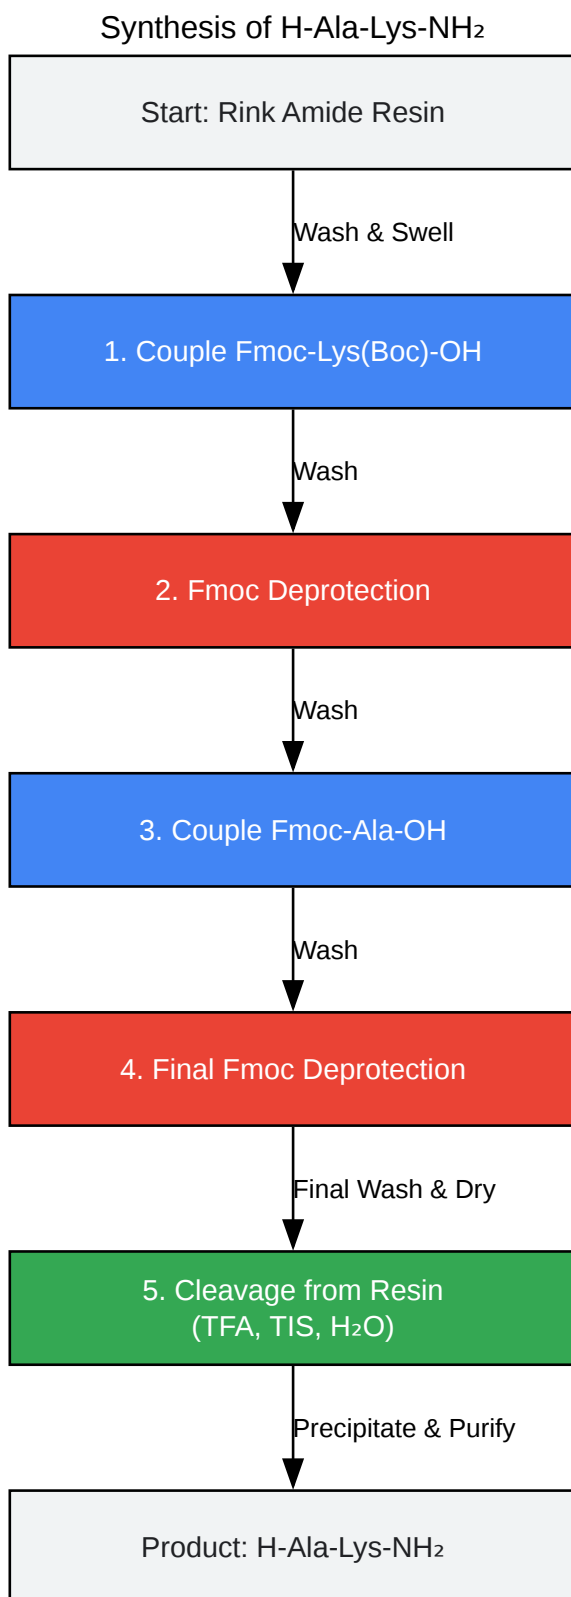 Synthesis of H-Ala-Lys-NH₂
Start: Rink Amide Resin
Wash & Swell
1. Couple Fmoc-Lys(Boc)-OH
Wash
2. Fmoc Deprotection
Wash
3. Couple Fmoc-Ala-OH
Wash
4. Final Fmoc Deprotection
Final Wash & Dry
5. Cleavage from Resin
(TFA, TIS, H₂O)
Precipitate & Purify
Product: H-Ala-Lys-NH₂